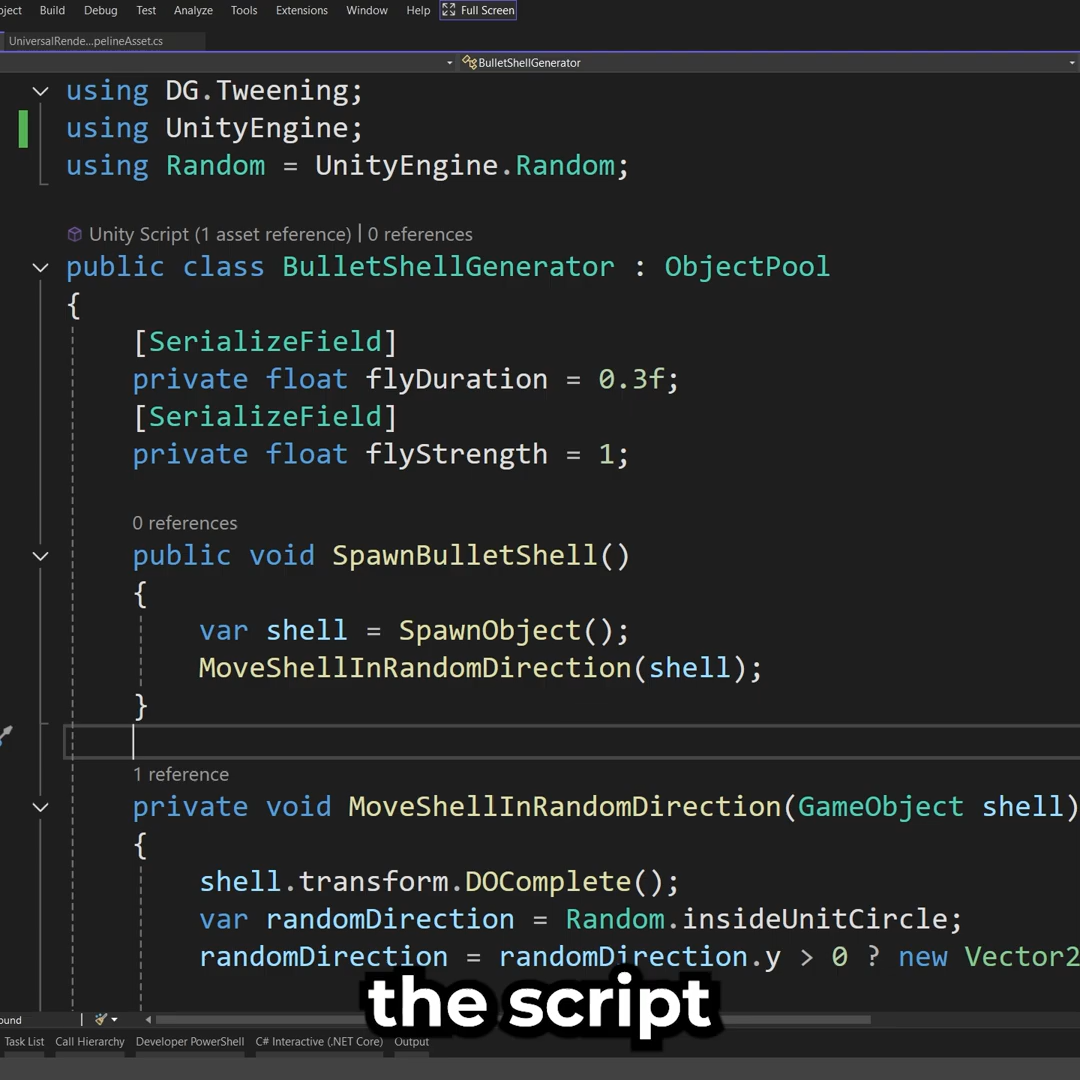 ject Build Debug Test Analyze Tools Extensions Window Help Full Screen
UniversalRende...pelineAsset.cs
BulletShellGenerator
using DG.Tweening;
using UnityEngine;
using Random = UnityEngine.Random;
Unity Script (1 asset reference) | 0 references
public class BulletShellGenerator : ObjectPool
{
[SerializeField]
private float flyDuration = 0.3f;
[SerializeField]
private float flyStrength = 1;
0 references
public void SpawnBulletShell()
{
var shell = SpawnObject();
MoveShellInRandomDirection(shell);
}
1 reference
private void MoveShellInRandomDirection(GameObject shell)
{
shell.transform.DOComplete();
var randomDirection = Random.insideUnitCircle;
randomDirection = randomDirection.y > 0 ? new Vector2
the script
ound
Task List Call Hierarchy Developer PowerShell C# Interactive (.NET Core) Output